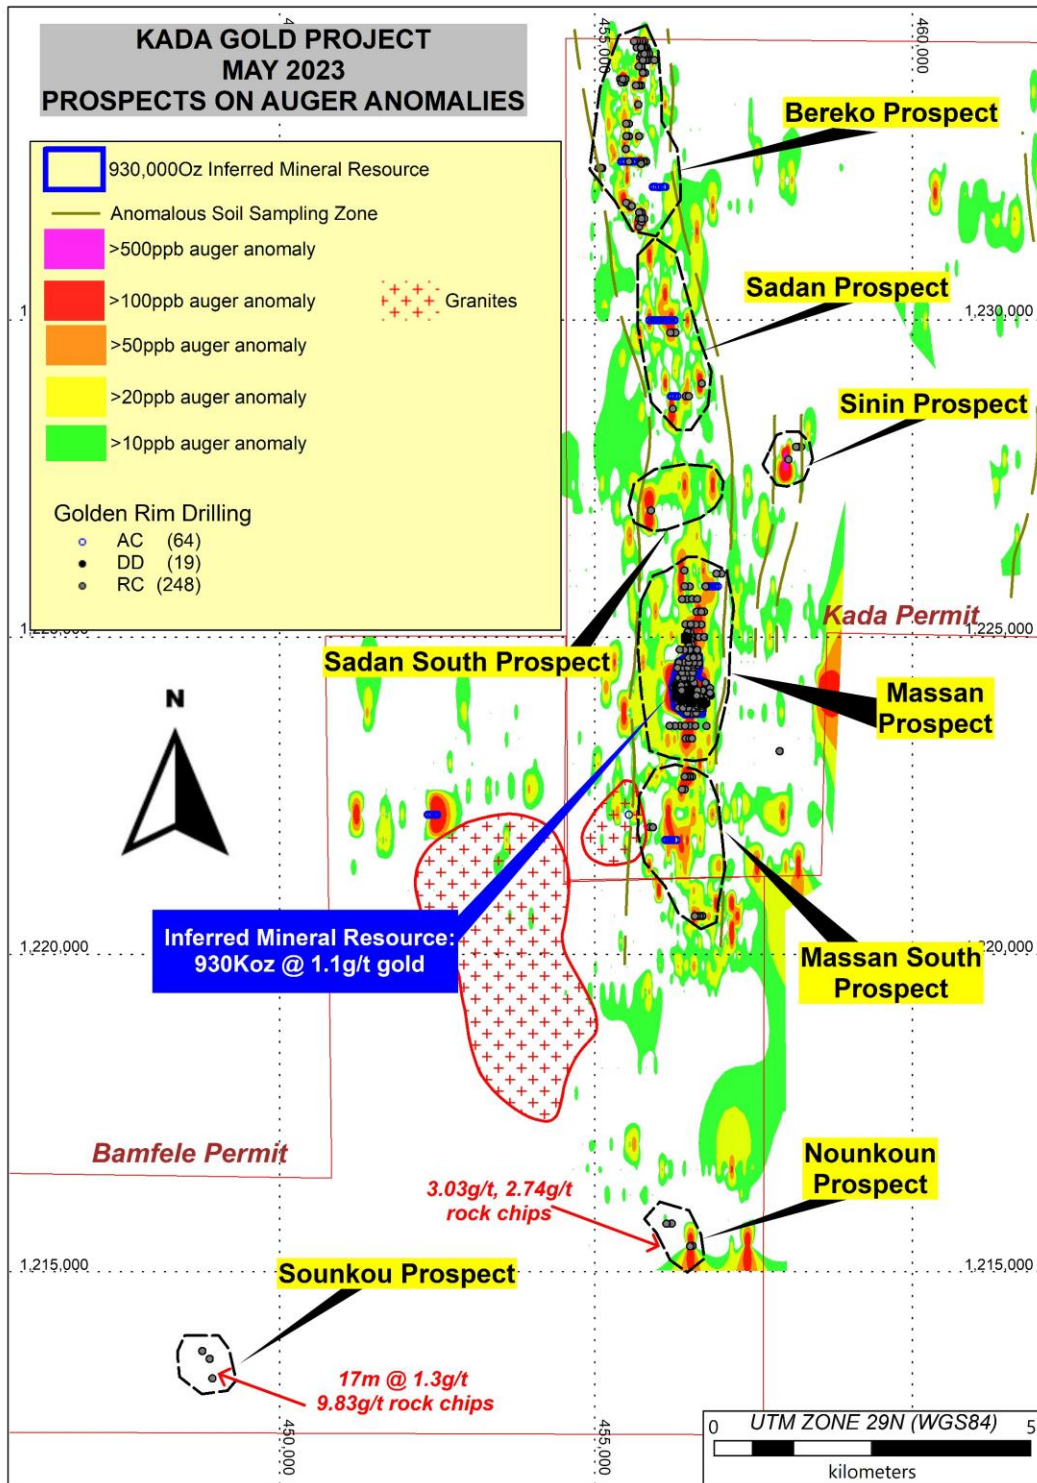 KADA GOLD PROJECT
MAY 2023
PROSPECTS ON AUGER ANOMALIES
455,000
460,000
930,000Oz Inferred Mineral Resource
Anomalous Soil Sampling Zone
>500ppb auger anomaly
>100ppb auger anomaly
Granites
>50ppb auger anomaly
>20ppb auger anomaly
>10ppb auger anomaly
Golden Rim Drilling
AC (64)
DD (19)
RC (248)
Bereko Prospect
Sadan Prospect
1,230,000
Sinin Prospect
Kada Permit
1,225,000
Sadan South Prospect
Massan
Prospect
N
Inferred Mineral Resource:
930Koz @ 1.1g/t gold
1,220,000
1,220,000
Massan South
Prospect
Bamfele Permit
Nounkoun
Prospect
3.03g/t, 2.74g/t
rock chips
1,215,000
1,215,000
Sounkou Prospect
17m @ 1.3g/t
9.83g/t rock chips
450,000
455,000
0 UTM ZONE 29N (WGS84) 5
kilometers